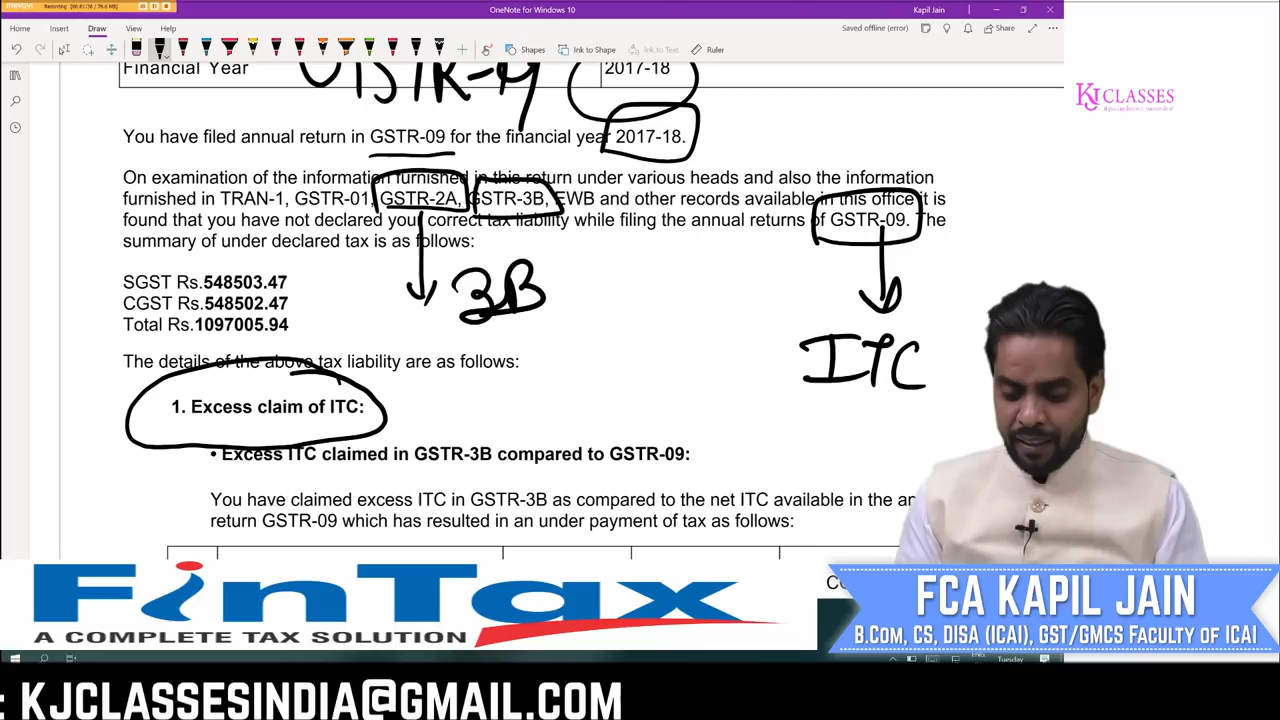 Recording
OneNote for Windows 10
Kapil Jain
Home Insert Draw View Help
Saved offline (error)
Share
Shapes
Ink to Shape
Ink to Text
Ruler
Financial Year
2017-18
KJ CLASSES
You have filed annual return in GSTR-09 for the financial year 2017-18.
On examination of the information furnished in this return under various heads and also the information
furnished in TRAN-1, GSTR-01, GSTR-2A, GSTR-3B, EWB and other records available in this office it is
found that you have not declared your correct tax liability while filing the annual returns of GSTR-09. The
summary of under declared tax is as follows:
SGST Rs.548503.47
CGST Rs.548502.47
Total Rs.1097005.94
3B
ITC
The details of the above tax liability are as follows:
1. Excess claim of ITC:
• Excess ITC claimed in GSTR-3B compared to GSTR-09:
You have claimed excess ITC in GSTR-3B as compared to the net ITC available in the
return GSTR-09 which has resulted in an under payment of tax as follows:
FinTax
A COMPLETE TAX SOLUTION
FCA KAPIL JAIN
B.Com, CS, DISA (ICAI), GST/GMCS Faculty of ICAI
Tuesday
: KJCLASSESINDIA@GMAIL.COM